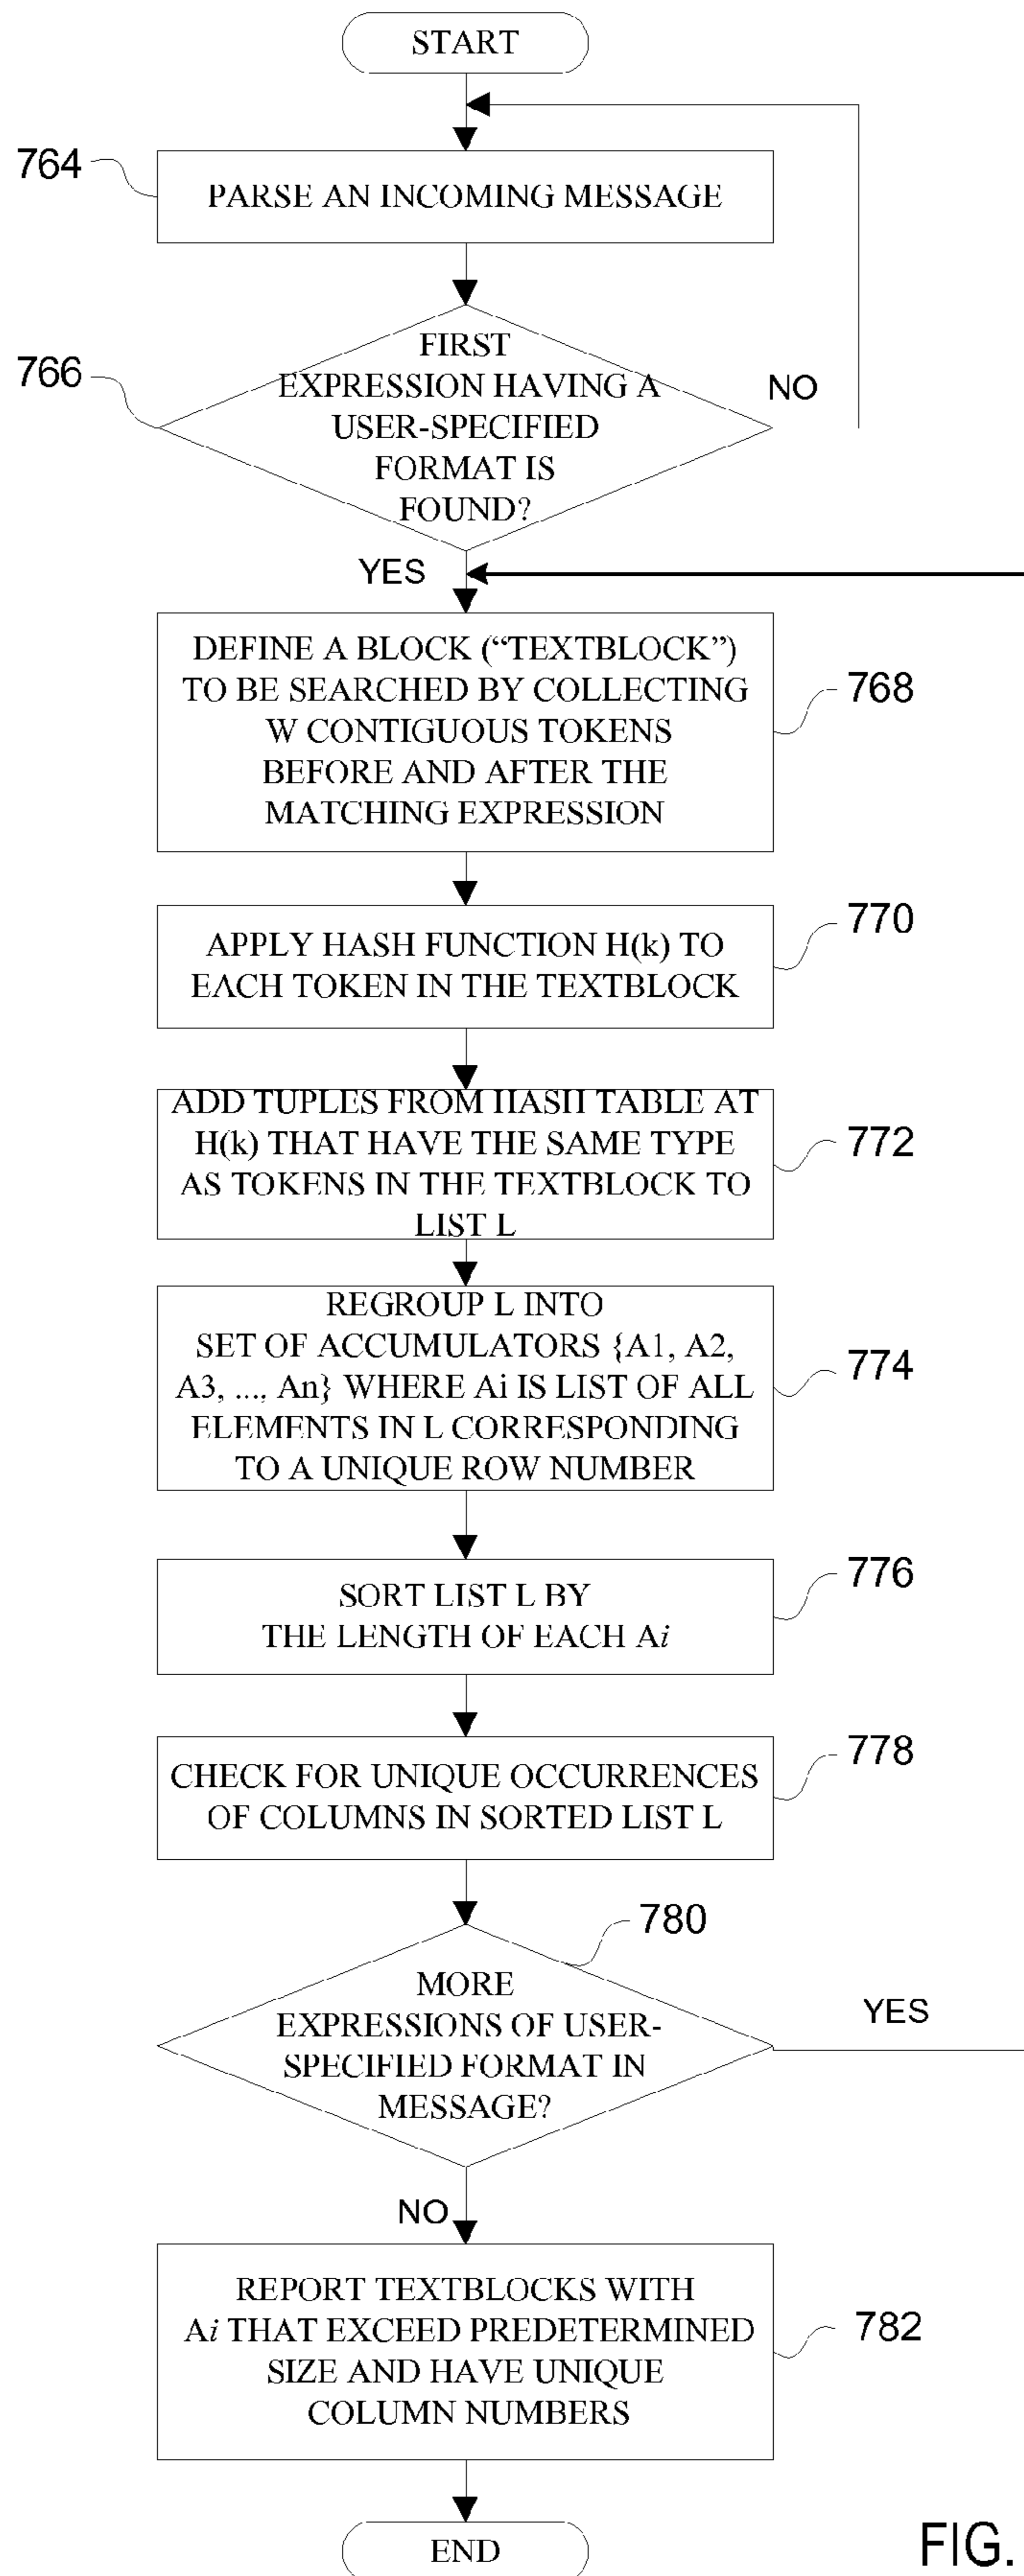 START
764
PARSE AN INCOMING MESSAGE
766
FIRST
EXPRESSION HAVING A
USER-SPECIFIED
FORMAT IS
FOUND?
NO
YES
DEFINE A BLOCK (“TEXTBLOCK”)
TO BE SEARCHED BY COLLECTING
W CONTIGUOUS TOKENS
BEFORE AND AFTER THE
MATCHING EXPRESSION
768
APPLY HASH FUNCTION H(k) TO
EACH TOKEN IN THE TEXTBLOCK
770
ADD TUPLES FROM HASH TABLE AT
H(k) THAT HAVE THE SAME TYPE
AS TOKENS IN THE TEXTBLOCK TO
LIST L
772
REGROUP L INTO
SET OF ACCUMULATORS {A1, A2,
A3, ..., An} WHERE Ai IS LIST OF ALL
ELEMENTS IN L CORRESPONDING
TO A UNIQUE ROW NUMBER
774
SORT LIST L BY
THE LENGTH OF EACH Ai
776
CHECK FOR UNIQUE OCCURRENCES
OF COLUMNS IN SORTED LIST L
778
780
MORE
EXPRESSIONS OF USER-
SPECIFIED FORMAT IN
MESSAGE?
YES
NO
REPORT TEXTBLOCKS WITH
Ai THAT EXCEED PREDETERMINED
SIZE AND HAVE UNIQUE
COLUMN NUMBERS
782
END
FIG.